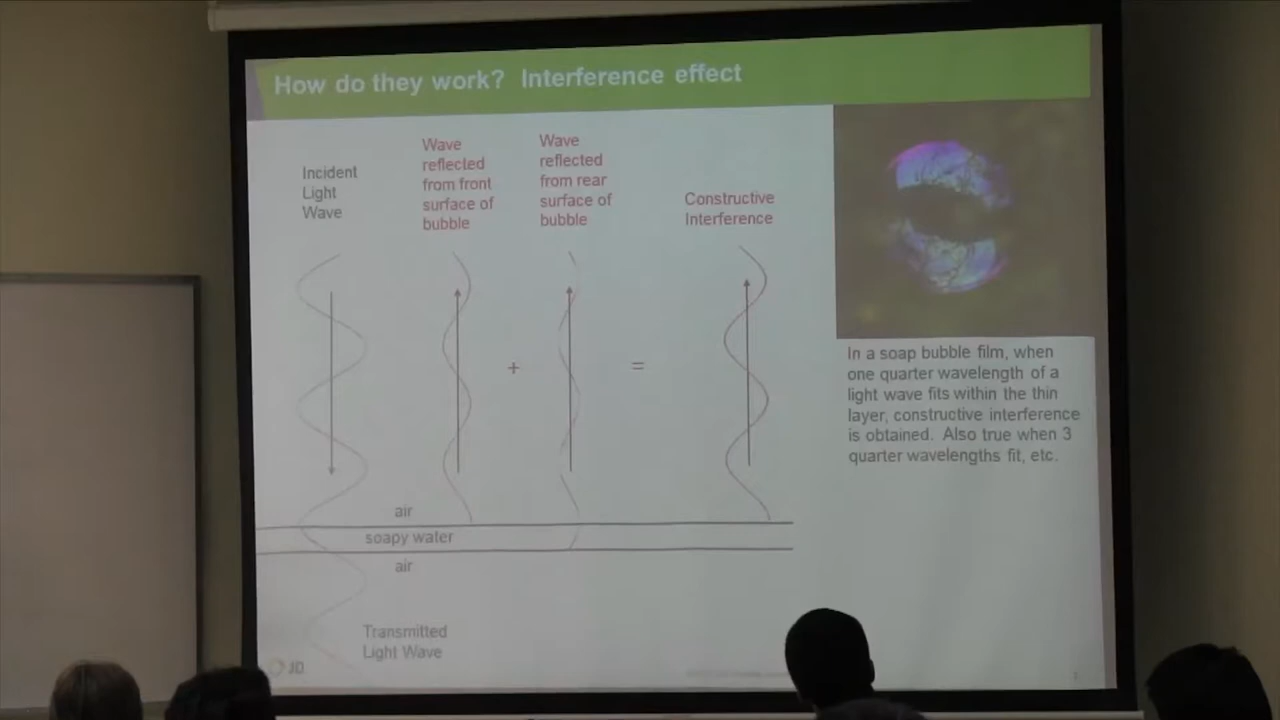 How do they work? Interference effect
Incident
Light
Wave
Wave
reflected
from front
surface of
bubble
Wave
reflected
from rear
surface of
bubble
Constructive
Interference
+
=
In a soap bubble film, when
one quarter wavelength of a
light wave fits within the thin
layer, constructive interference
is obtained. Also true when 3
quarter wavelengths fit, etc.
air
soapy water
air
Transmitted
Light Wave
JD